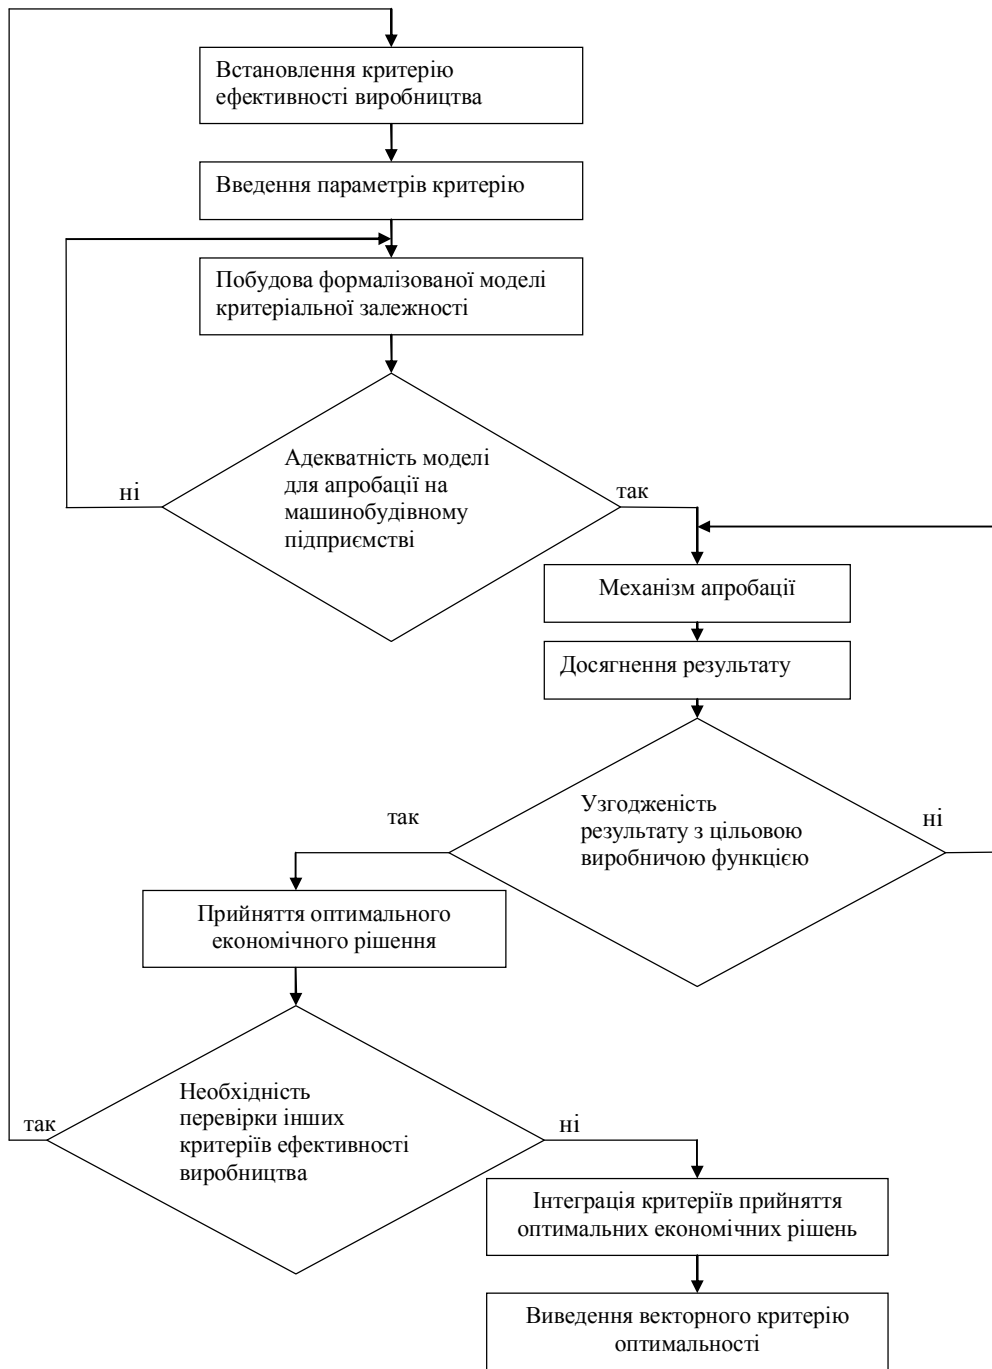 Встановлення критерію
ефективності виробництва
Введення параметрів критерію
Побудова формалізованої моделі
критеріальної залежності
Адекватність моделі
для апробації на
машинобудівному
підприємстві
ні
так
Механізм апробації
Досягнення результату
Узгодженість
результату з цільовою
виробничою функцією
так
ні
Прийняття оптимального
економічного рішення
Необхідність
перевірки інших
критеріїв ефективності
виробництва
так
ні
Інтеграція критеріїв прийняття
оптимальних економічних рішень
Виведення векторного критерію
оптимальності